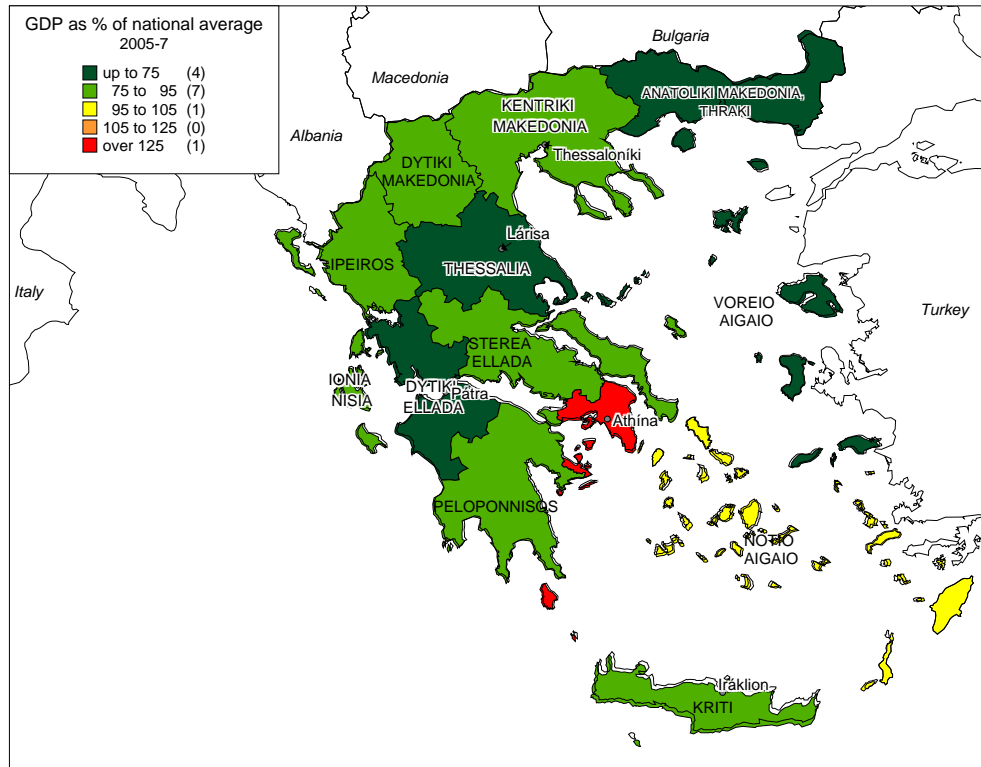 GDP as % of national average
2005-7
up to 75 (4)
75 to 95 (7)
95 to 105 (1)
105 to 125 (0)
over 125 (1)
Bulgaria
Macedonia
Albania
Italy
Turkey
ANATOLIKI MAKEDONIA,
THRAKI
KENTRIKI
MAKEDONIA
Thessaloníki
DYTIKI
MAKEDONIA
Lárisa
IPEIROS
THESSALIA
VOREIO
AIGAIO
STEREA
ELLADA
IONIA
NISIA
DYTIKI
ELLADA
Pátra
Athína
PELOPONNISOS
NOTIO
AIGAIO
Iráklion
KRITI